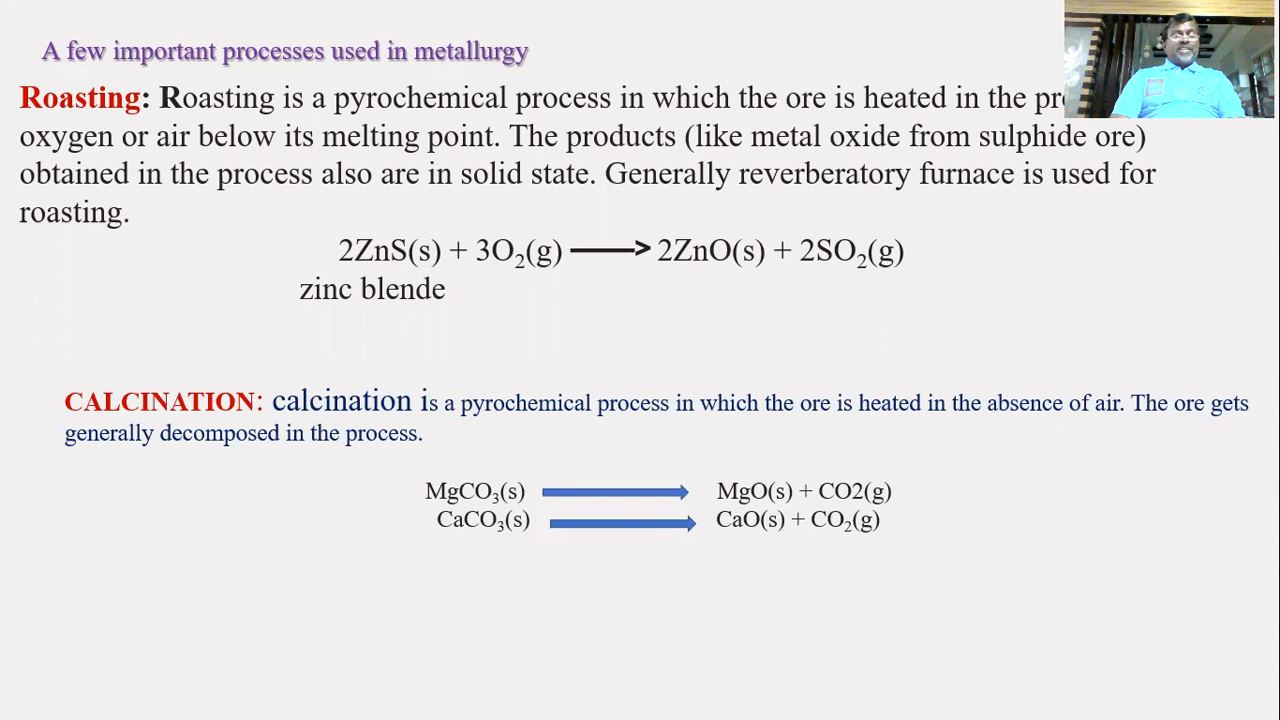 A few important processes used in metallurgy
Roasting: Roasting is a pyrochemical process in which the ore is heated in the
oxygen or air below its melting point. The products (like metal oxide from sulphide ore)
obtained in the process also are in solid state. Generally reverberatory furnace is used for
roasting.
2ZnS(s) + 3O₂(g) ⟶ 2ZnO(s) + 2SO₂(g)
zinc blende
CALCINATION: calcination is a pyrochemical process in which the ore is heated in the absence of air. The ore gets
generally decomposed in the process.
MgCO₃(s) ⟶ MgO(s) + CO2(g)
CaCO₃(s) ⟶ CaO(s) + CO₂(g)